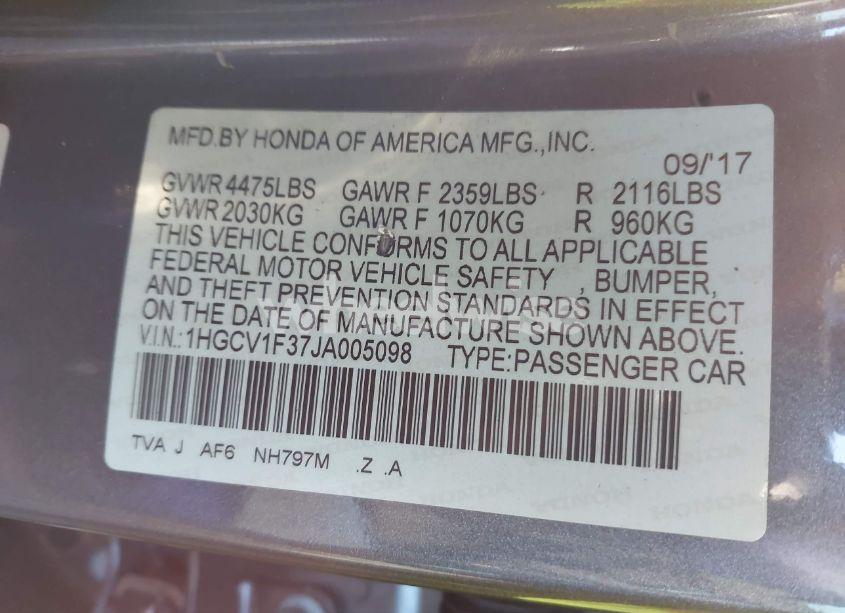 MFD.BY HONDA OF AMERICA MFG.,INC.
09/'17
GVWR 4475LBS GAWR F 2359LBS R 2116LBS
GVWR 2030KG GAWR F 1070KG R 960KG
THIS VEHICLE CONFORMS TO ALL APPLICABLE
FEDERAL MOTOR VEHICLE SAFETY , BUMPER,
AND THEFT PREVENTION STANDARDS IN EFFECT
ON THE DATE OF MANUFACTURE SHOWN ABOVE.
V.I.N.:1HGCV1F37JA005098 TYPE:PASSENGER CAR
TVA J AF6 NH797M .Z .A